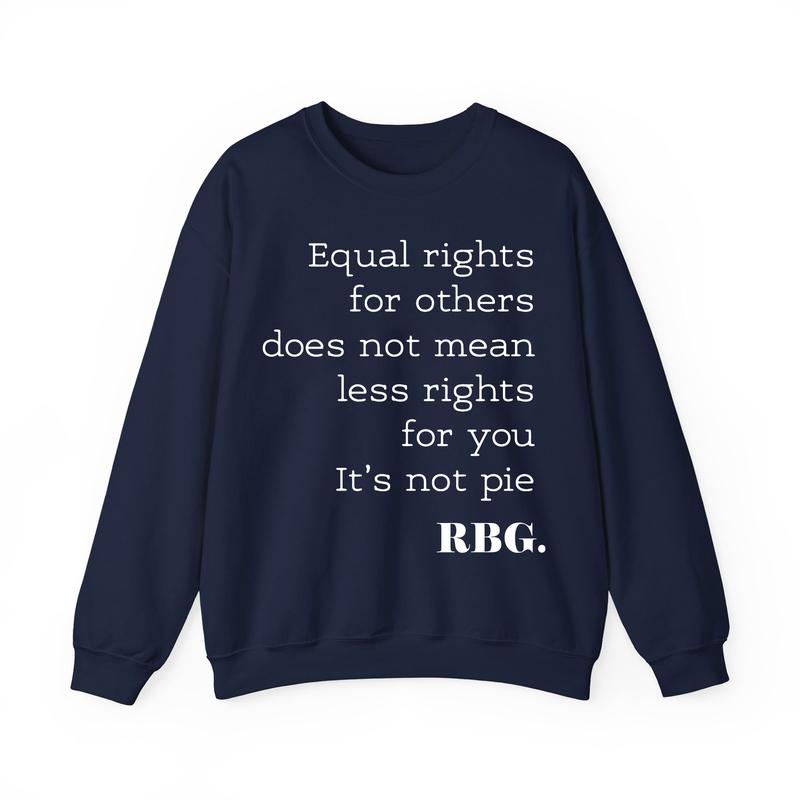 Equal rights
for others
does not mean
less rights
for you
It's not pie
RBG.